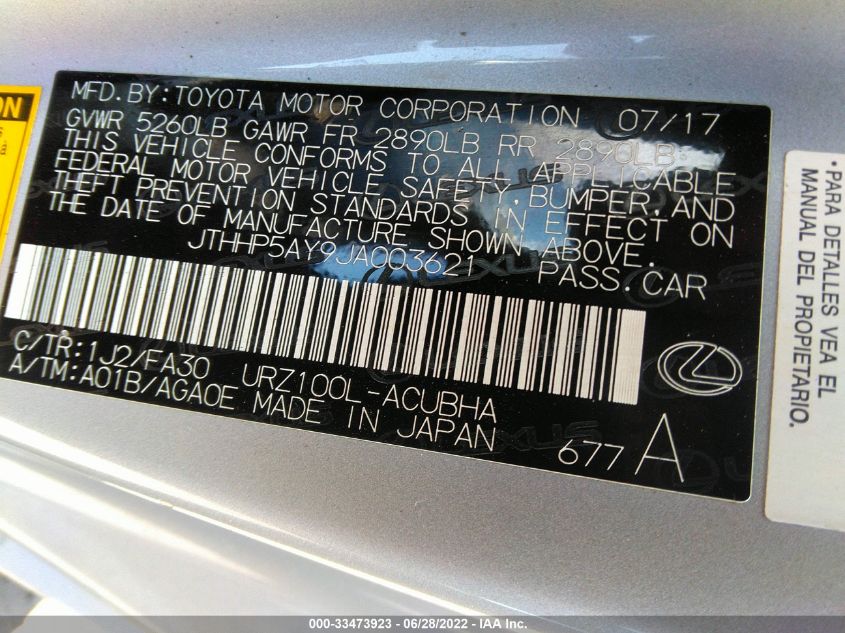 MFD.BY:TOYOTA MOTOR CORPORATION 07/17
GVWR 5260LB GAWR FR 2890LB RR 2890LB
THIS VEHICLE CONFORMS TO ALL APPLICABLE
FEDERAL MOTOR VEHICLE SAFETY,BUMPER,AND
THEFT PREVENTION STANDARDS IN EFFECT ON
THE DATE OF MANUFACTURE SHOWN ABOVE.
JTHHP5AY9JA003621 PASS.CAR
C/TR:1J2/FA30 URZ100L-ACUBHA
A/TM:A01B/AGA0E MADE IN JAPAN
677 A
LEXUS
ON
s
à
•PARA DETALLES VEA EL
MANUAL DEL PROPIETARIO.
000-33473923 - 06/28/2022 - IAA Inc.